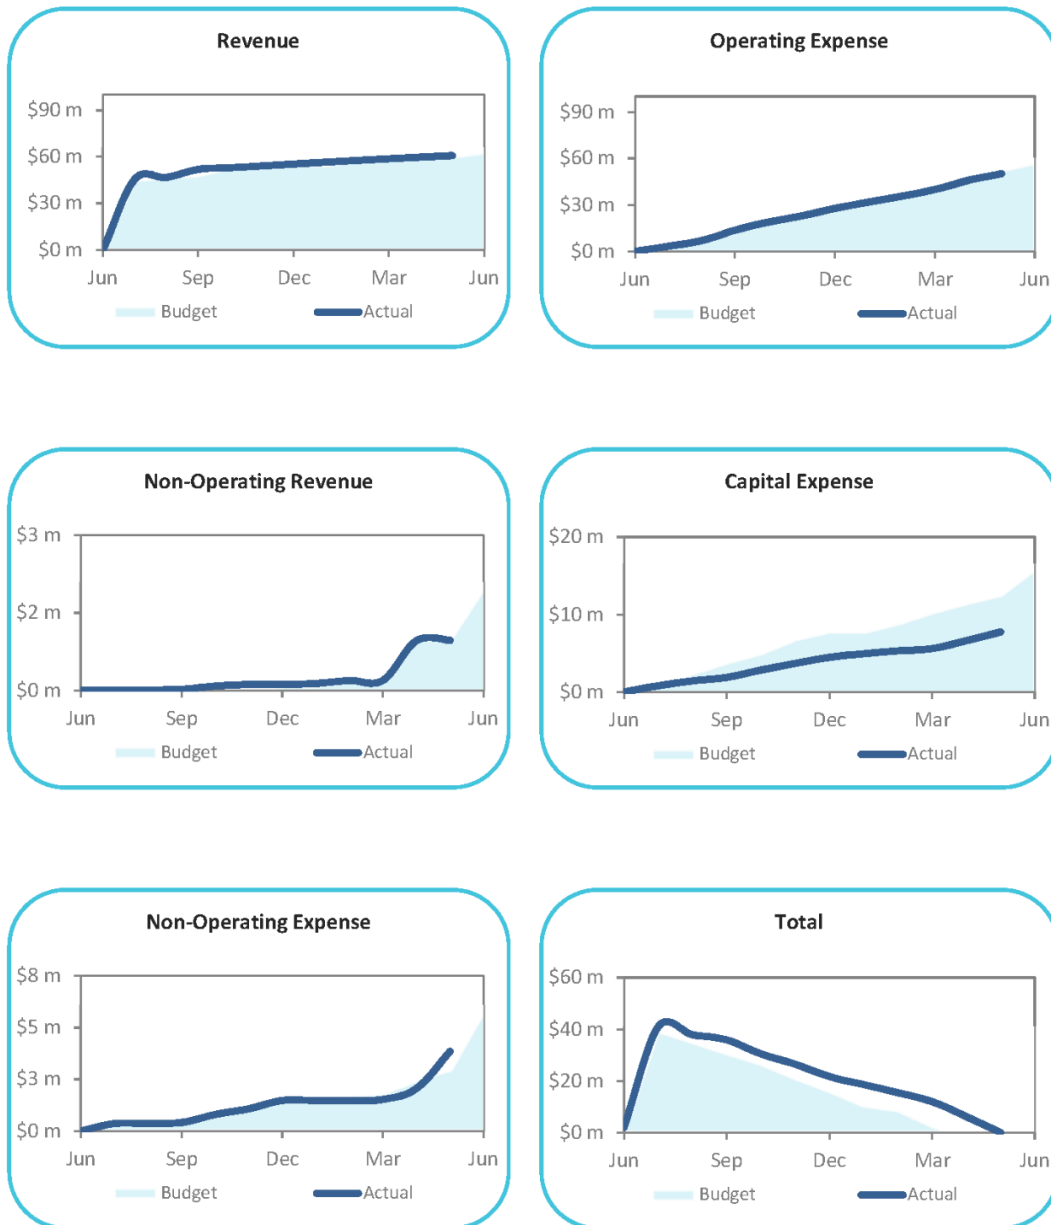 Revenue
$90 m
$60 m
$30 m
$0 m
Jun Sep Dec Mar Jun
Budget Actual
Operating Expense
$90 m
$60 m
$30 m
$0 m
Jun Sep Dec Mar Jun
Budget Actual
Non-Operating Revenue
$3 m
$2 m
$0 m
Jun Sep Dec Mar Jun
Budget Actual
Capital Expense
$20 m
$10 m
$0 m
Jun Sep Dec Mar Jun
Budget Actual
Non-Operating Expense
$8 m
$5 m
$3 m
$0 m
Jun Sep Dec Mar Jun
Budget Actual
Total
$60 m
$40 m
$20 m
$0 m
Jun Sep Dec Mar Jun
Budget Actual